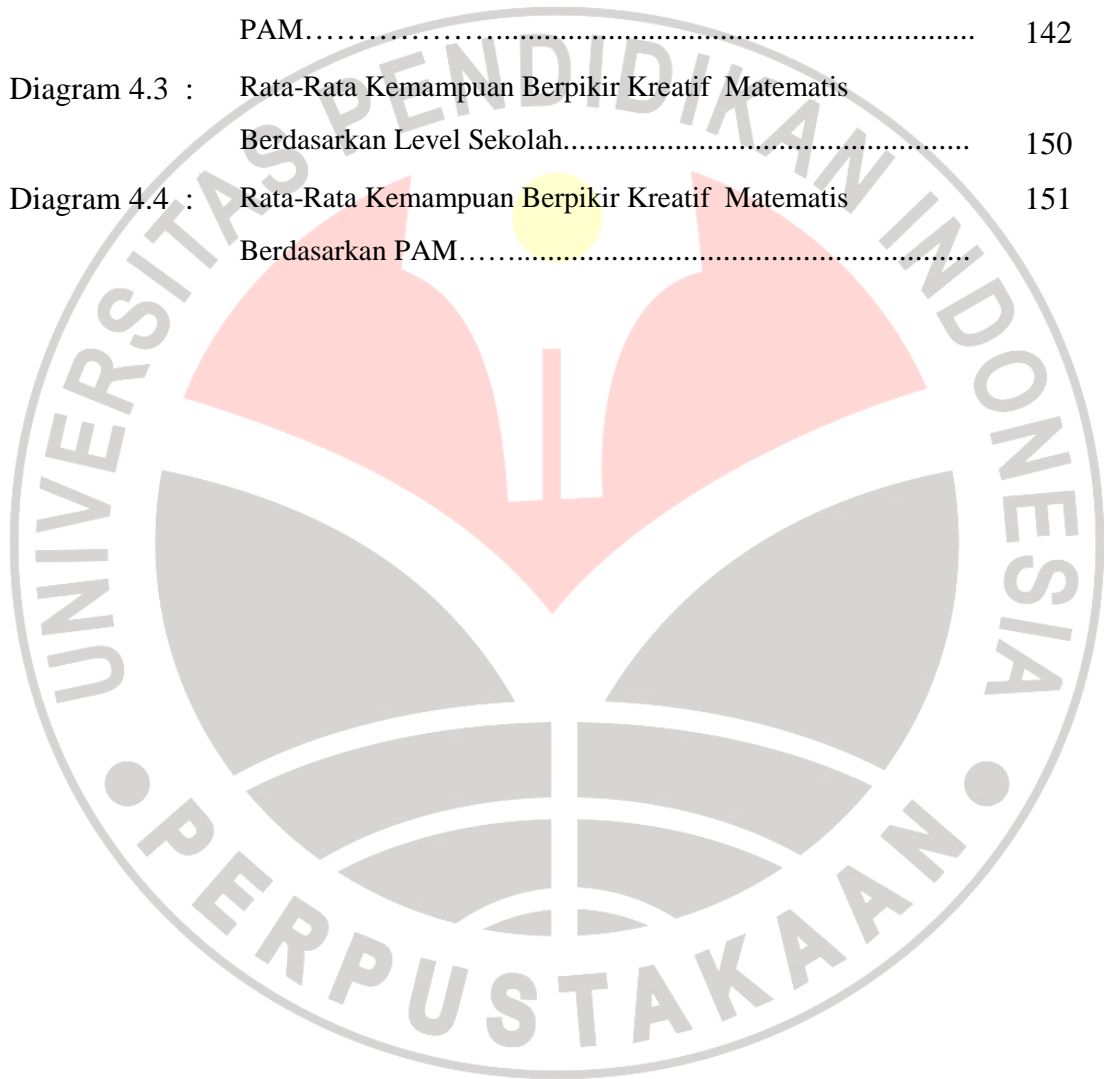 PAM……………….............................................................. 142
Diagram 4.3 : Rata-Rata Kemampuan Berpikir Kreatif Matematis
Berdasarkan Level Sekolah.................................................. 150
Diagram 4.4 : Rata-Rata Kemampuan Berpikir Kreatif Matematis 151
Berdasarkan PAM……........................................................
UNIVERSITAS PENDIDIKAN INDONESIA
PERPUSTAKAAN